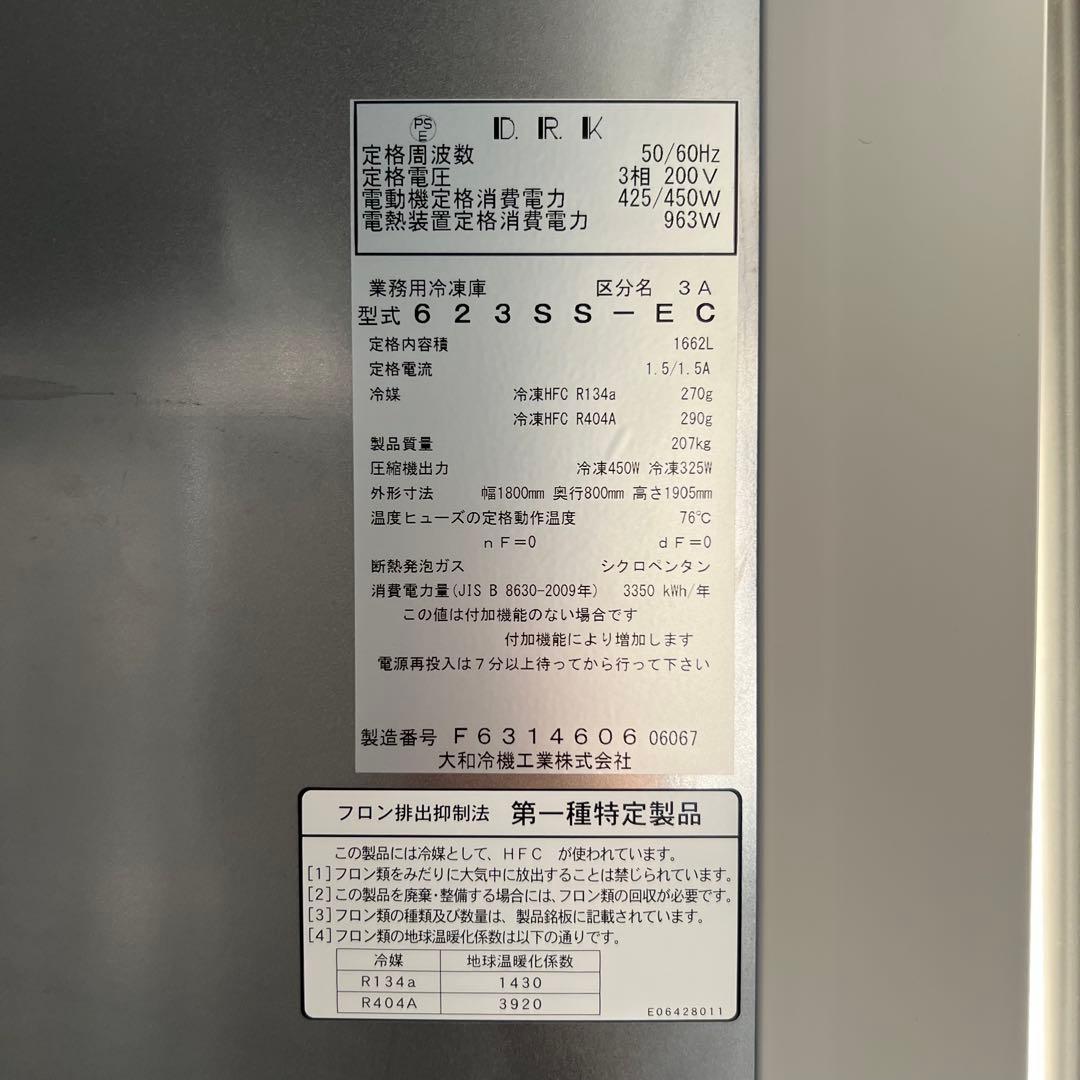 PS
E
D. R. K
定格周波数 50/60Hz
定格電圧 3相 200V
電動機定格消費電力 425/450W
電熱装置定格消費電力 963W
業務用冷凍庫 区分名 3A
型式 623SS-EC
定格内容積 1662L
定格電流 1.5/1.5A
冷媒 冷凍HFC R134a 270g
冷凍HFC R404A 290g
製品質量 207kg
圧縮機出力 冷凍450W 冷凍325W
外形寸法 幅1800mm 奥行800mm 高さ1905mm
温度ヒューズの定格動作温度 76℃
nF=0 dF=0
断熱発泡ガス シクロペンタン
消費電力量(JIS B 8630-2009年) 3350 kWh/年
この値は付加機能のない場合です
付加機能により増加します
電源再投入は7分以上待ってから行って下さい
製造番号 F6314606 06067
大和冷機工業株式会社
フロン排出抑制法 第一種特定製品
この製品には冷媒として、HFC が使われています。
[1]フロン類をみだりに大気中に放出することは禁じられています。
[2]この製品を廃棄・整備する場合には、フロン類の回収が必要です。
[3]フロン類の種類及び数量は、製品銘板に記載されています。
[4]フロン類の地球温暖化係数は以下の通りです。
冷媒 地球温暖化係数
R134a 1430
R404A 3920
E06428011